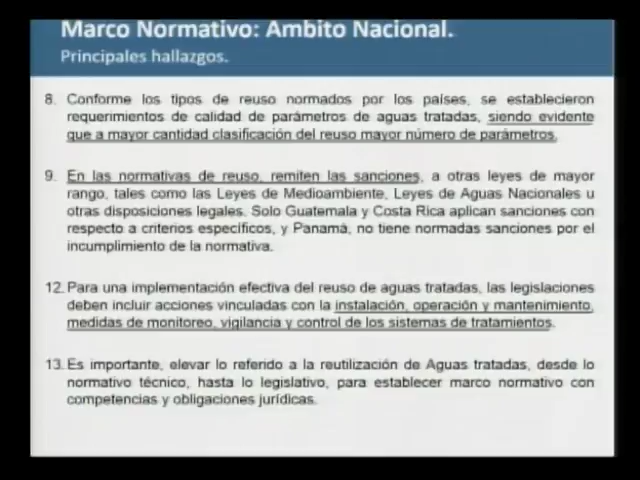 Marco Normativo: Ambito Nacional.
Principales hallazgos.
8. Conforme los tipos de reuso normados por los países, se establecieron
requerimientos de calidad de parámetros de aguas tratadas, siendo evidente
que a mayor cantidad clasificación del reuso mayor número de parámetros.
9. En las normativas de reuso, remiten las sanciones, a otras leyes de mayor
rango, tales como las Leyes de Medioambiente, Leyes de Aguas Nacionales u
otras disposiciones legales. Solo Guatemala y Costa Rica aplican sanciones con
respecto a criterios específicos, y Panamá, no tiene normadas sanciones por el
incumplimiento de la normativa.
12. Para una implementación efectiva del reuso de aguas tratadas, las legislaciones
deben incluir acciones vinculadas con la instalación, operación y mantenimiento,
medidas de monitoreo, vigilancia y control de los sistemas de tratamientos.
13. Es importante, elevar lo referido a la reutilización de Aguas tratadas, desde lo
normativo técnico, hasta lo legislativo, para establecer marco normativo con
competencias y obligaciones jurídicas.